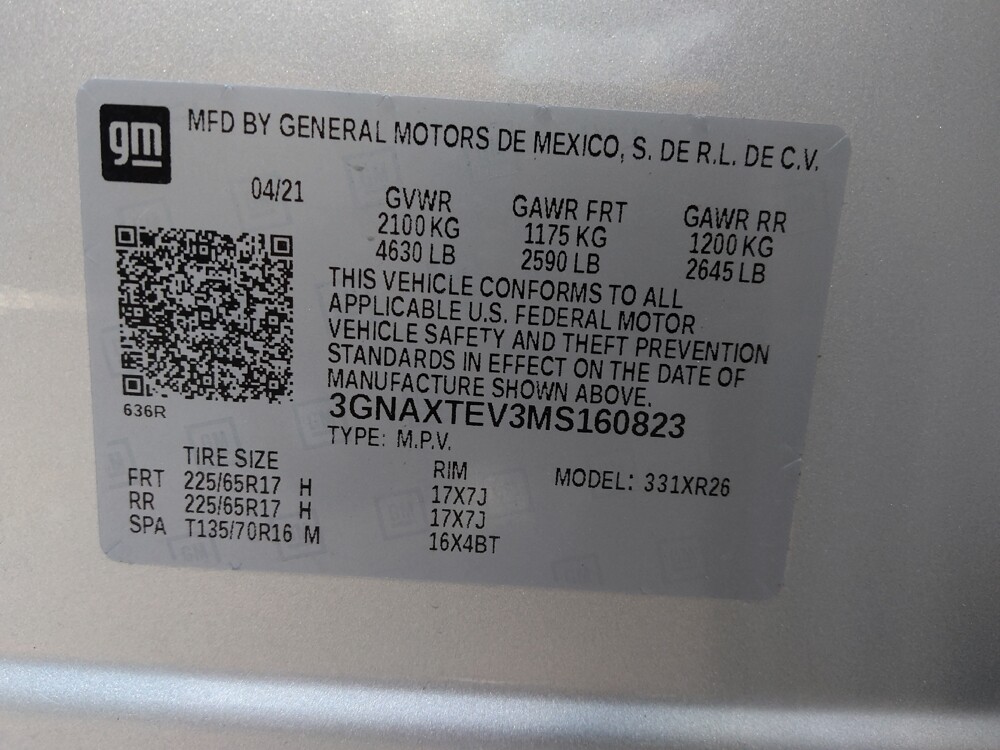 gm
MFD BY GENERAL MOTORS DE MEXICO, S. DE R.L. DE C.V.
04/21
GVWR GAWR FRT GAWR RR
2100 KG 1175 KG 1200 KG
4630 LB 2590 LB 2645 LB
THIS VEHICLE CONFORMS TO ALL
APPLICABLE U.S. FEDERAL MOTOR
VEHICLE SAFETY AND THEFT PREVENTION
STANDARDS IN EFFECT ON THE DATE OF
MANUFACTURE SHOWN ABOVE.
636R
3GNAXTEV3MS160823
TYPE: M.P.V.
TIRE SIZE RIM MODEL: 331XR26
FRT 225/65R17 H 17X7J
RR 225/65R17 H 17X7J
SPA T135/70R16 M 16X4BT